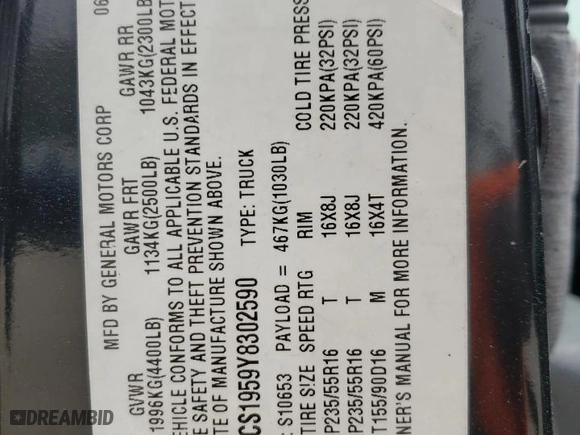 MFD BY GENERAL MOTORS CORP 06
GVWR GAWR FRT GAWR RR
1996KG(4400LB) 1134KG(2500LB) 1043KG(2300LB
EHICLE CONFORMS TO ALL APPLICABLE U.S. FEDERAL MOT
E SAFETY AND THEFT PREVENTION STANDARDS IN EFFECT
TE OF MANUFACTURE SHOWN ABOVE.
CS1959Y8302590 TYPE: TRUCK
: S10653 PAYLOAD = 467KG(1030LB)
TIRE SIZE SPEED RTG RIM COLD TIRE PRESS
P235/55R16 T 16X8J 220KPA(32PSI)
P235/55R16 T 16X8J 220KPA(32PSI)
T155/90D16 M 16X4T 420KPA(60PSI)
NER'S MANUAL FOR MORE INFORMATION.
DREAMBID